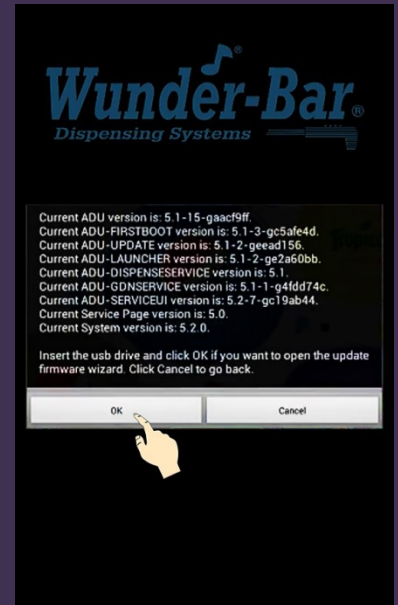 Wunder-Bar®
Dispensing Systems
Current ADU version is: 5.1-15-gaacf9ff.
Current ADU-FIRSTBOOT version is: 5.1-3-gc5afe4d.
Current ADU-UPDATE version is: 5.1-2-geead156.
Current ADU-LAUNCHER version is: 5.1-2-ge2a60bb.
Current ADU-DISPENSESERVICE version is: 5.1.
Current ADU-GDNSERVICE version is: 5.1-1-g4fdd74c.
Current ADU-SERVICEUI version is: 5.2-7-gc19ab44.
Current Service Page version is: 5.0.
Current System version is: 5.2.0.
Insert the usb drive and click OK if you want to open the update
firmware wizard. Click Cancel to go back.
OK
Cancel